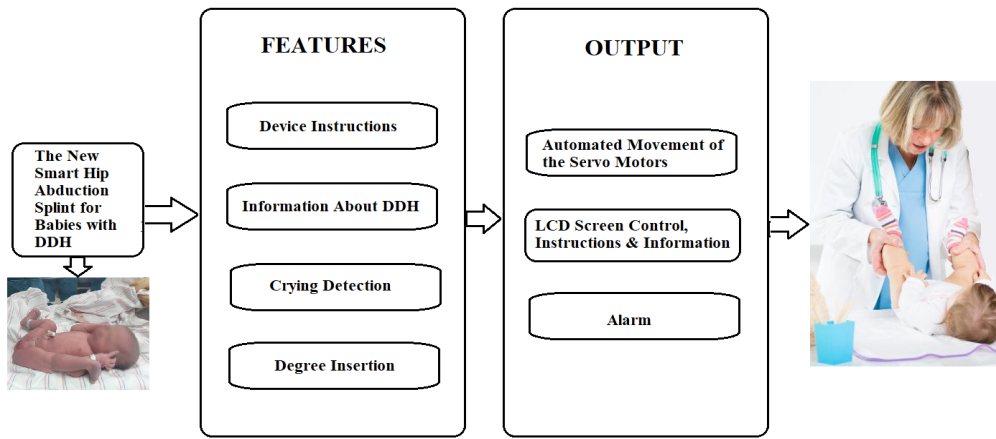 The New
Smart Hip
Abduction
Splint for
Babies with
DDH
FEATURES
Device Instructions
Information About DDH
Crying Detection
Degree Insertion
OUTPUT
Automated Movement of
the Servo Motors
LCD Screen Control,
Instructions & Information
Alarm